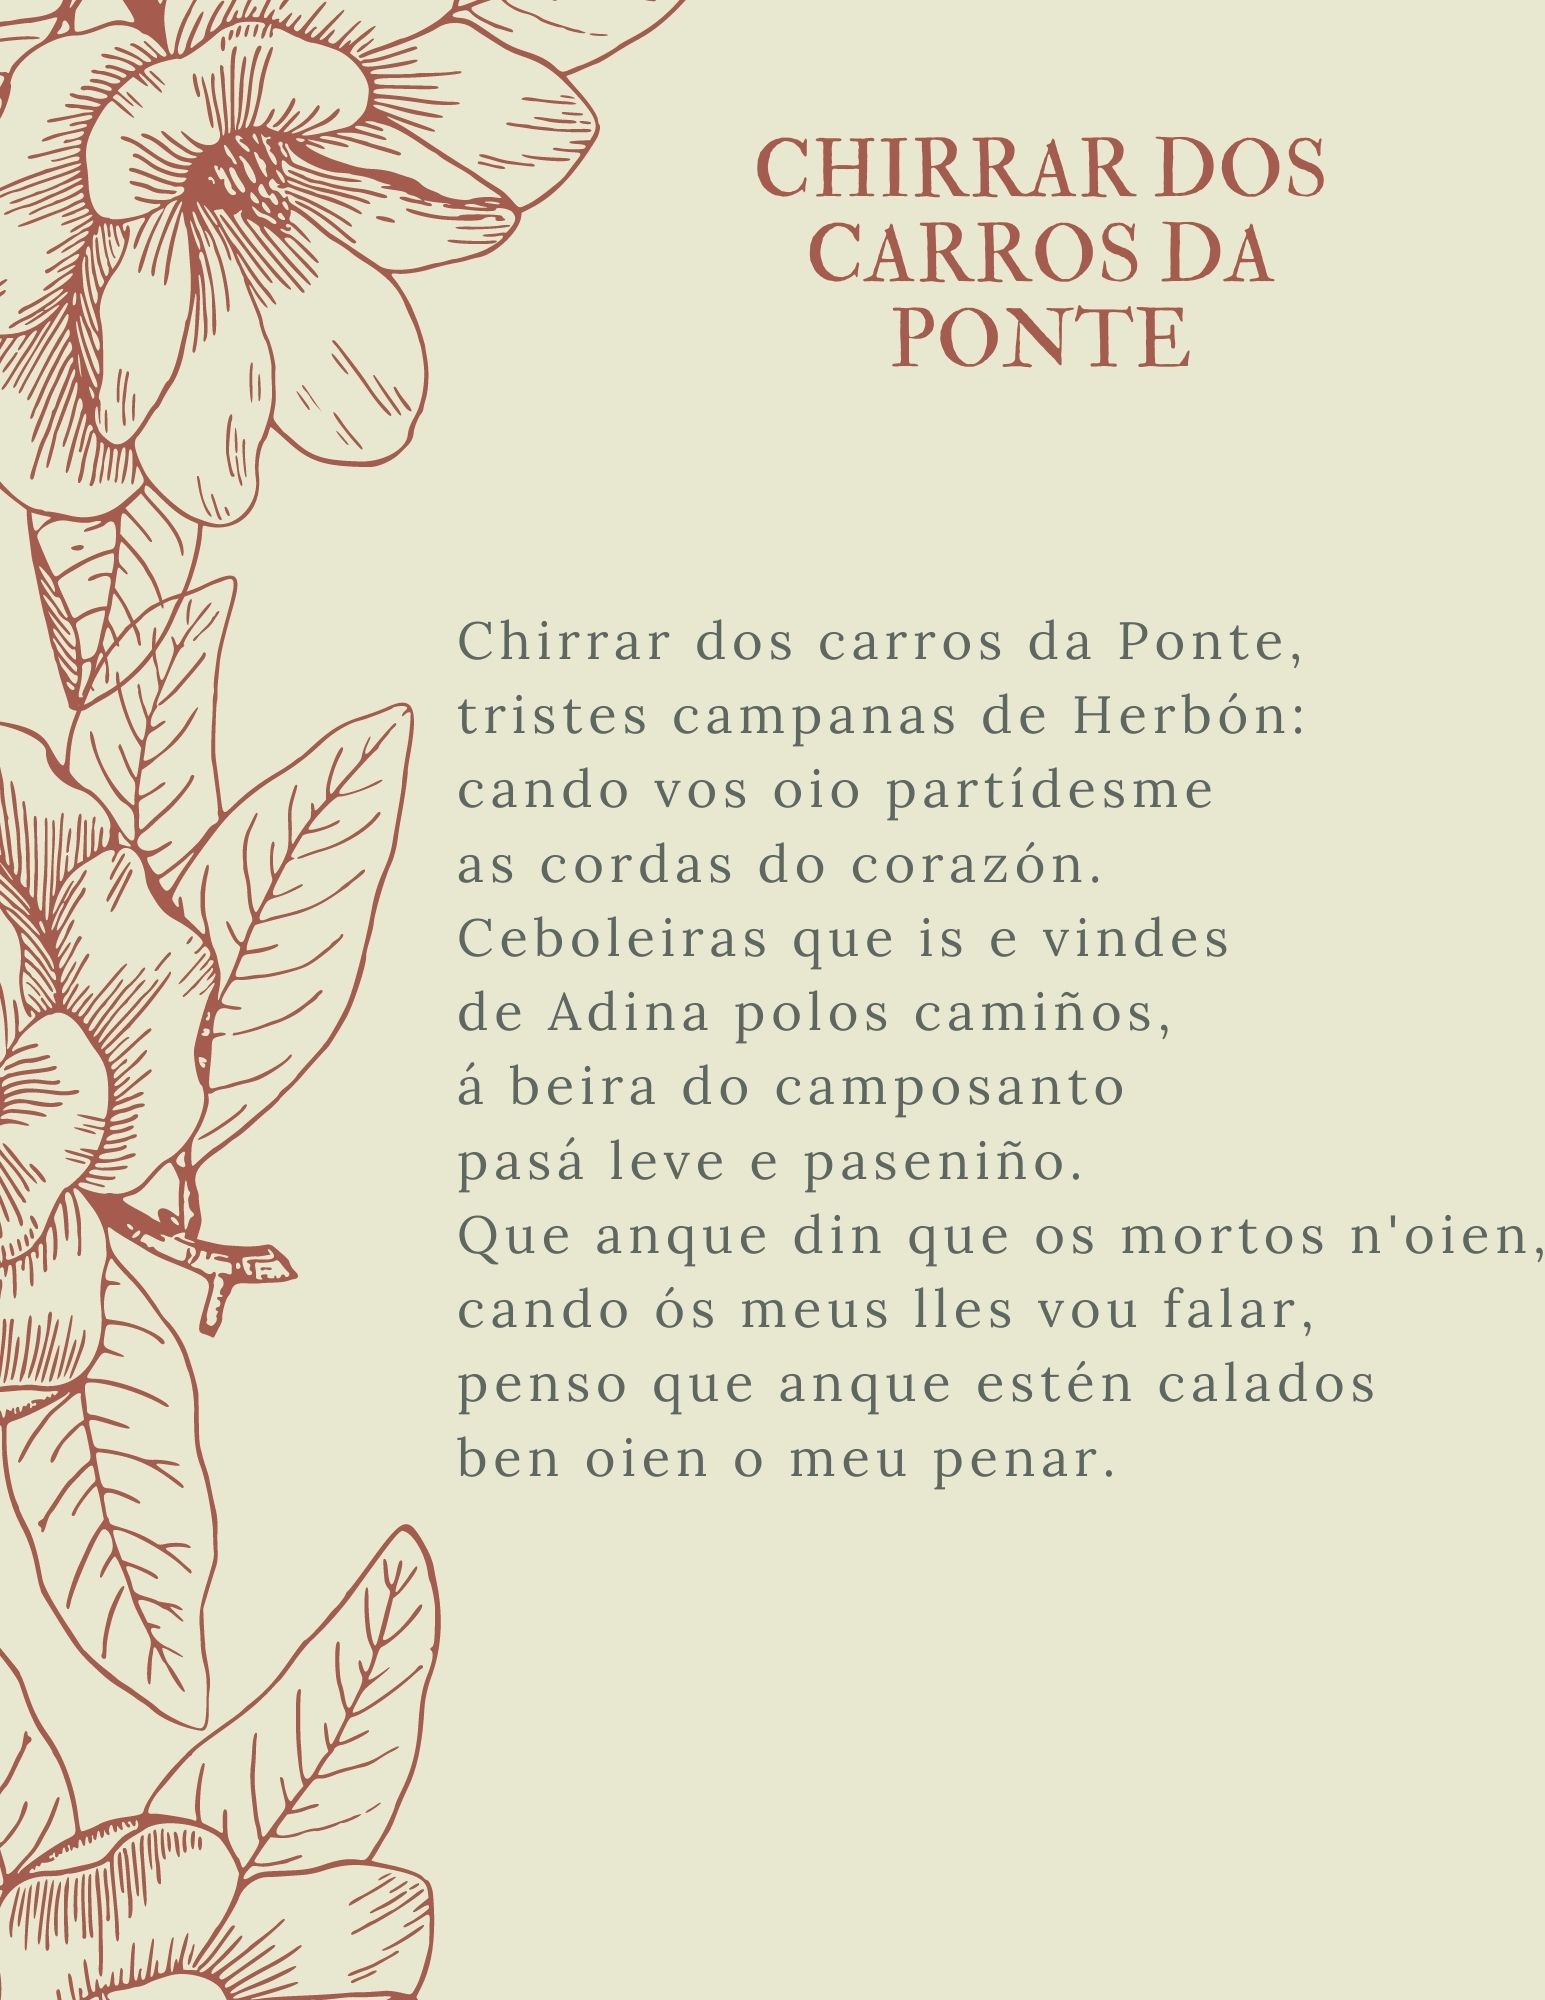 CHIRRAR DOS
CARROS DA
PONTE
Chirrar dos carros da Ponte,
tristes campanas de Herbón:
cando vos oio partídesme
as cordas do corazón.
Ceboleiras que is e vindes
de Adina polos camiños,
á beira do camposanto
pasá leve e paseniño.
Que anque din que os mortos n'oien,
cando ós meus lles vou falar,
penso que anque estén calados
ben oien o meu penar.